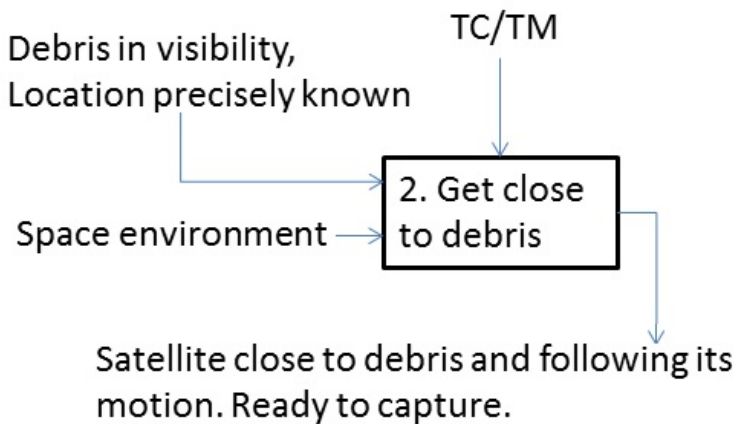 Debris in visibility,
Location precisely known
TC/TM
2. Get close
to debris
Space environment
Satellite close to debris and following its
motion. Ready to capture.